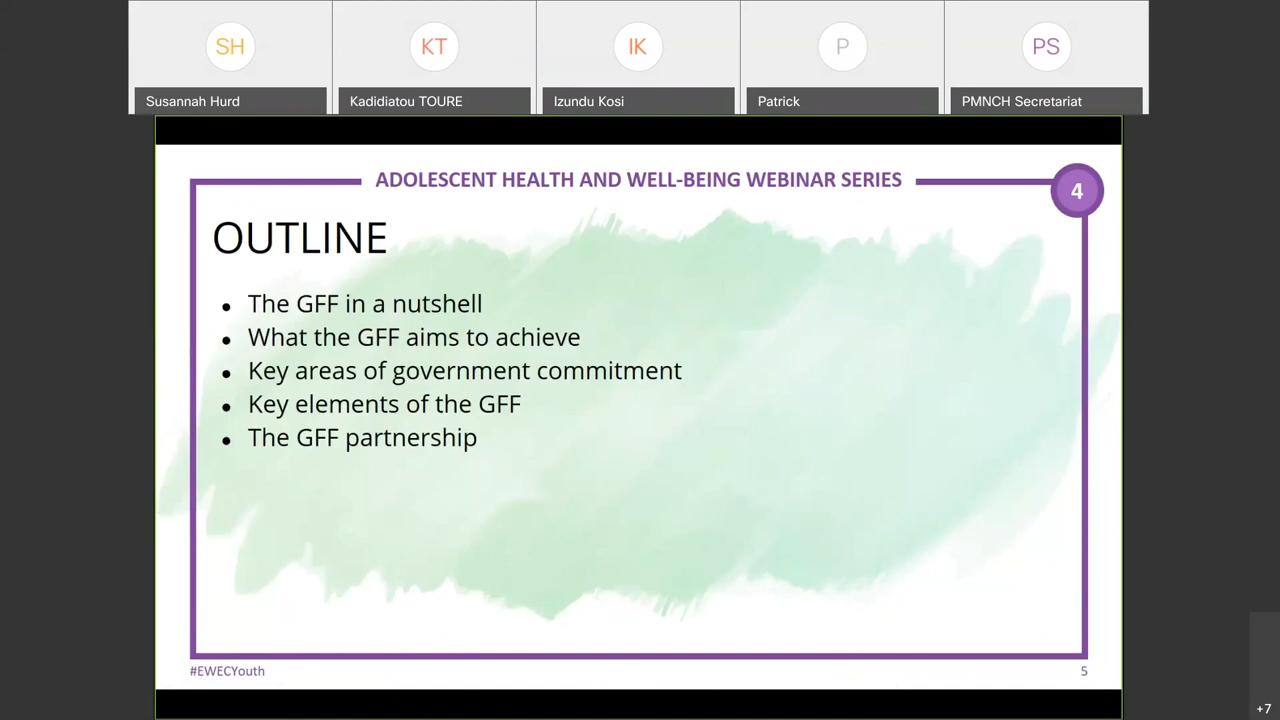 SH
KT
IK
P
PS
Susannah Hurd
Kadidiatou TOURE
Izundu Kosi
Patrick
PMNCH Secretariat
ADOLESCENT HEALTH AND WELL-BEING WEBINAR SERIES
4
OUTLINE
• The GFF in a nutshell
• What the GFF aims to achieve
• Key areas of government commitment
• Key elements of the GFF
• The GFF partnership
#EWECYouth
5
+7